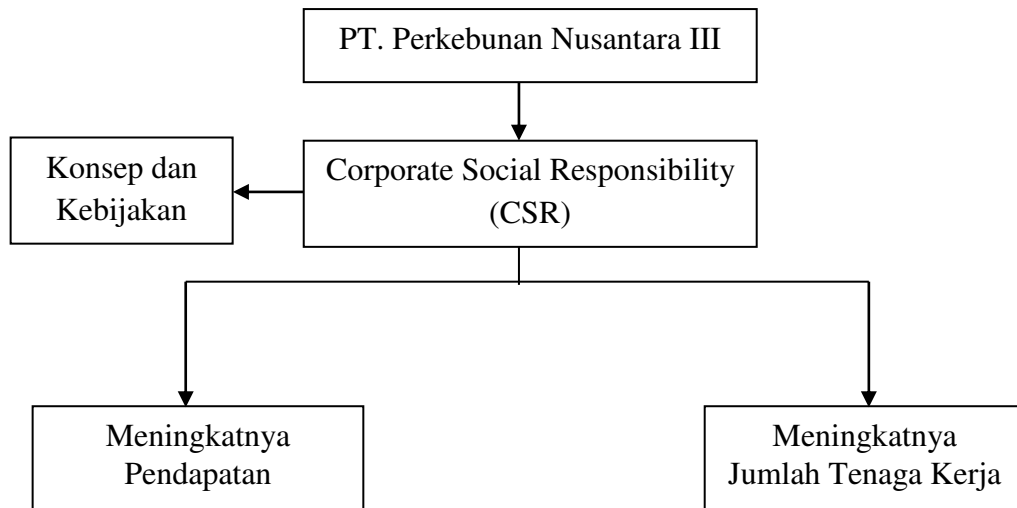 PT. Perkebunan Nusantara III
Konsep dan
Kebijakan
Corporate Social Responsibility
(CSR)
Meningkatnya
Pendapatan
Meningkatnya
Jumlah Tenaga Kerja